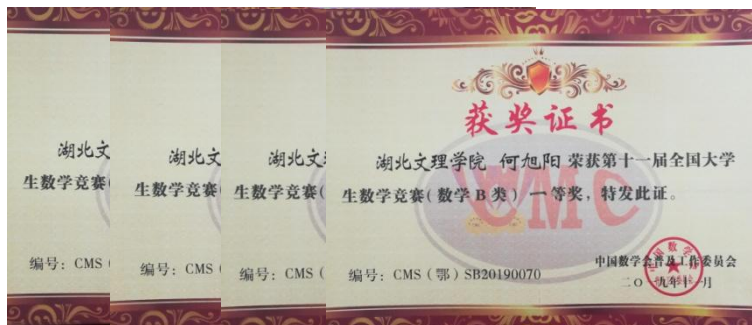 获奖证书
湖北文 湖北文 湖北文 湖北文理学院 何旭阳 荣获第十一届全国大学
生数学竞赛( 生数学竞赛 生数学竞赛( 生数学竞赛(数学B类) 一等奖,特发此证。
中国数学会普及工作委员会
编号:CMS 编号:CMS( 编号:CMS( 编号:CMS(鄂)SB20190070
二〇一九年十一月